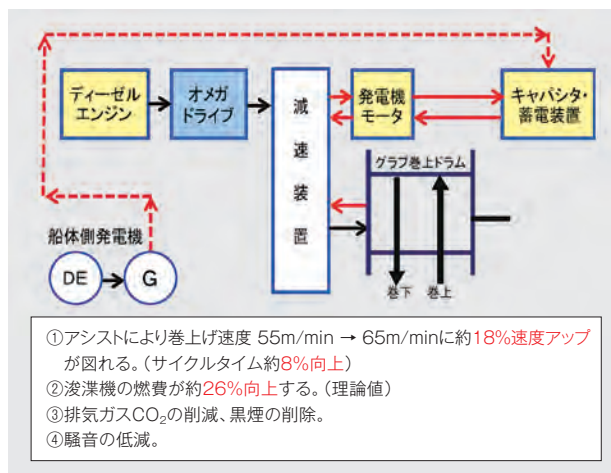 ディーゼル
エンジン
オメガ
ドライブ
減
速
装
置
発電機
モータ
キャパシタ・
蓄電装置
グラブ巻上ドラム
船体側発電機
DE
G
巻下
巻上
①アシストにより巻上げ速度 55m/min → 65m/minに約18%速度アップ
が図れる。(サイクルタイム約8%向上)
②浚渫機の燃費が約26%向上する。(理論値)
③排気ガスCO₂の削減、黒煙の削除。
④騒音の低減。